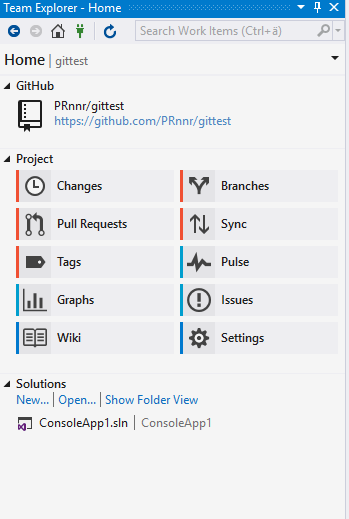 Team Explorer - Home
Search Work Items (Ctrl+ä)
Home | gittest
GitHub
PRnnr/gittest
https://github.com/PRnnr/gittest
Project
Changes
Branches
Pull Requests
Sync
Tags
Pulse
Graphs
Issues
Wiki
Settings
Solutions
New... | Open... | Show Folder View
ConsoleApp1.sln | ConsoleApp1